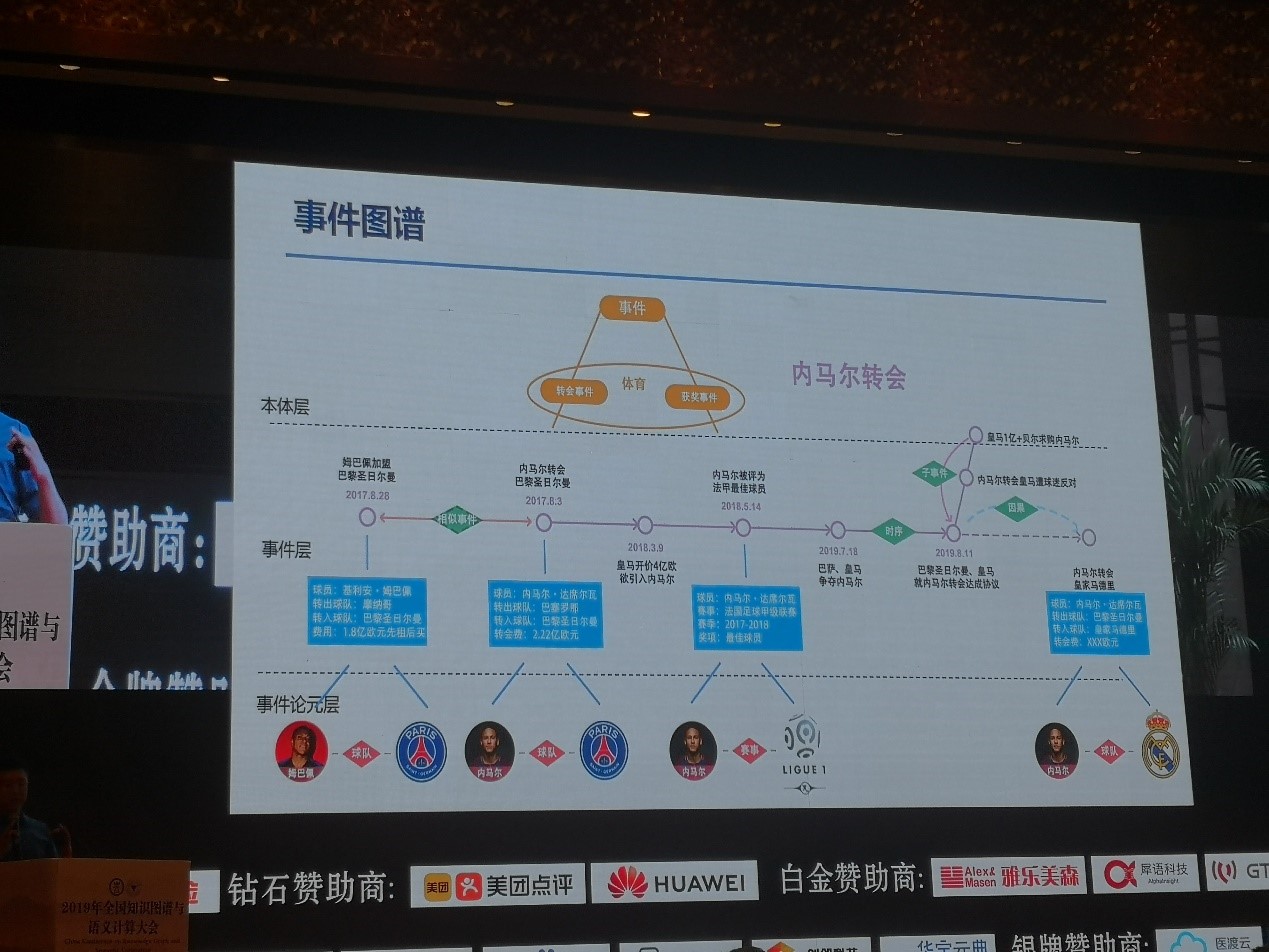 事件图谱
事件
转会事件
体育
获奖事件
内马尔转会
本体层
皇马1亿+贝尔求购内马尔
子事件
内马尔转会皇马遭球迷反对
因果
姆巴佩加盟
巴黎圣日尔曼
2017.8.28
相似事件
内马尔转会
巴黎圣日尔曼
2017.8.3
内马尔被评为
法甲最佳球员
2018.5.14
时序
事件层
2018.3.9
皇马开价4亿欧
欲引入内马尔
2019.7.18
巴萨、皇马
争夺内马尔
2019.8.11
巴黎圣日尔曼、皇马
就内马尔转会达成协议
内马尔转会
皇家马德里
球员：基利安·姆巴佩
转出球队：摩纳哥
转入球队：巴黎圣日尔曼
费用：1.8亿欧元先租后买
球员：内马尔·达席尔瓦
转出球队：巴塞罗那
转入球队：巴黎圣日尔曼
转会费：2.22亿欧元
球员：内马尔·达席尔瓦
赛事：法国足球甲级联赛
赛季：2017-2018
奖项：最佳球员
球员：内马尔·达席尔瓦
转出球队：巴黎圣日尔曼
转入球队：皇家马德里
转会费：XXX欧元
事件论元层
姆巴佩
球队
PARIS
SAINT-GERMAIN
内马尔
球队
PARIS
SAINT-GERMAIN
内马尔
赛事
LIGUE 1
内马尔
球队
赞助商：
图谱与
会
钻石赞助商：
美团
美团点评
HUAWEI
白金赞助商：
Alex&
Masen
雅乐美森
犀语科技
AlphaInsight
GT
2019年全国知识图谱与
语义计算大会
华宇元典
银牌赞助商：
医渡云